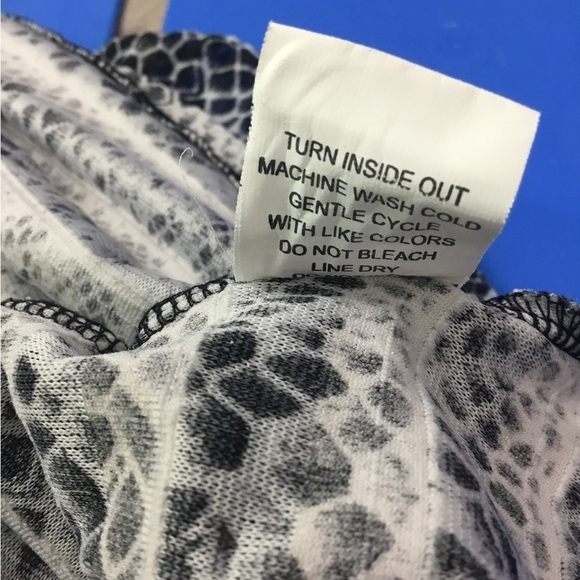 TURN INSIDE OUT
MACHINE WASH COLD
GENTLE CYCLE
WITH LIKE COLORS
DO NOT BLEACH
LINE DRY